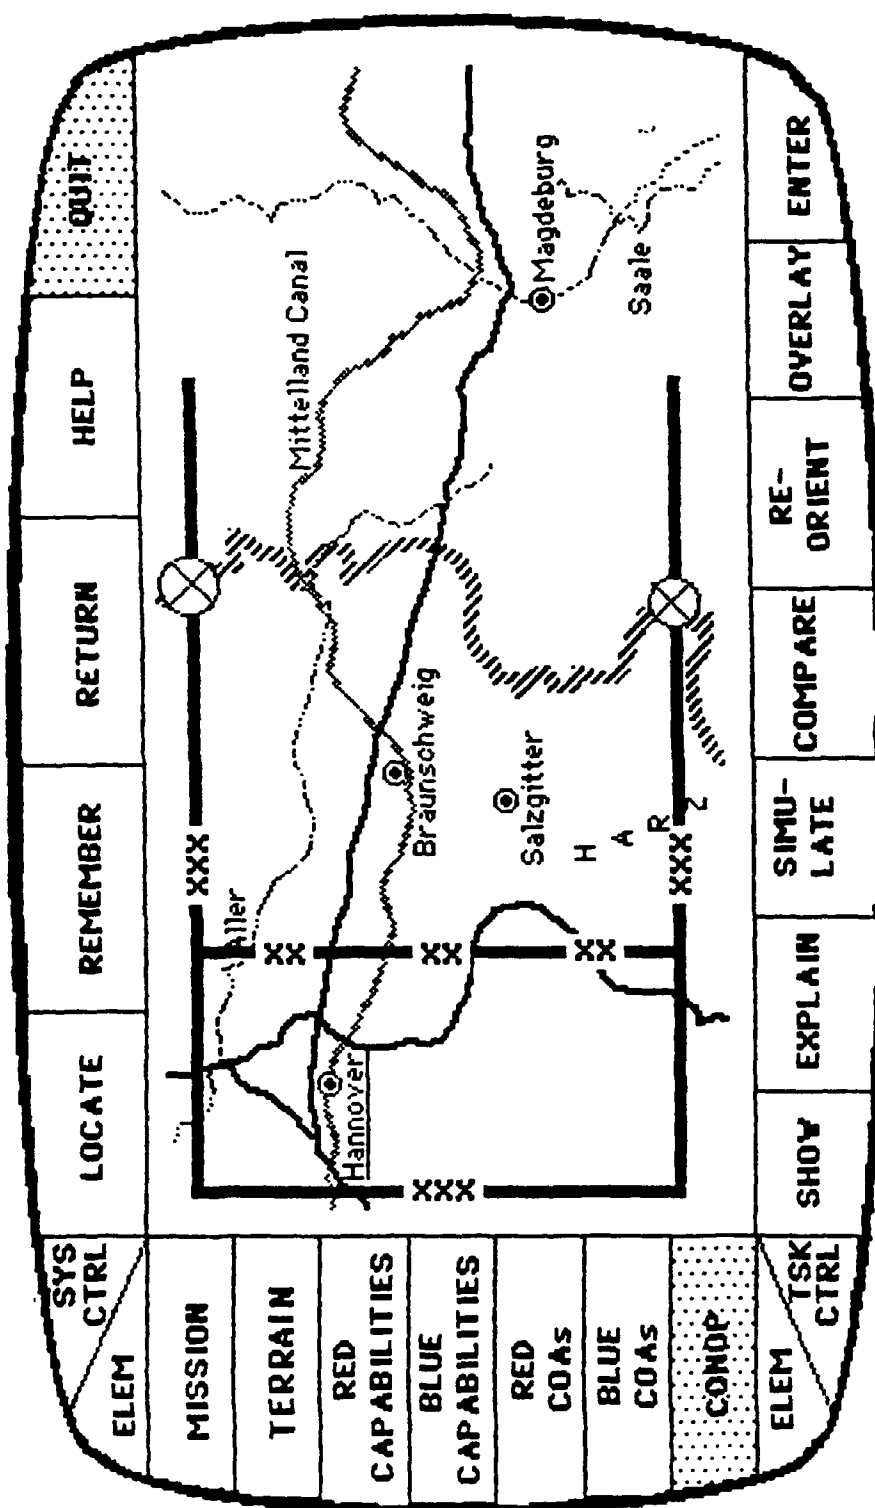 SYS
CTRL
LOCATE
REMEMBER
RETURN
HELP
QUIT
ELEM
MISSION
TERRAIN
RED
CAPABILITIES
BLUE
CAPABILITIES
RED
COAs
BLUE
COAs
CONOP
ELEM
TSK
CTRL
SHOW
EXPLAIN
SIMU-
LATE
COMPARE
RE-
ORIENT
OVERLAY
ENTER
XXX
Aller
Mittelland Canal
XX
Hannover
Braunschweig
XX
XXX
Salzgitter
Magdeburg
HARZ
XX
Saale
XXX